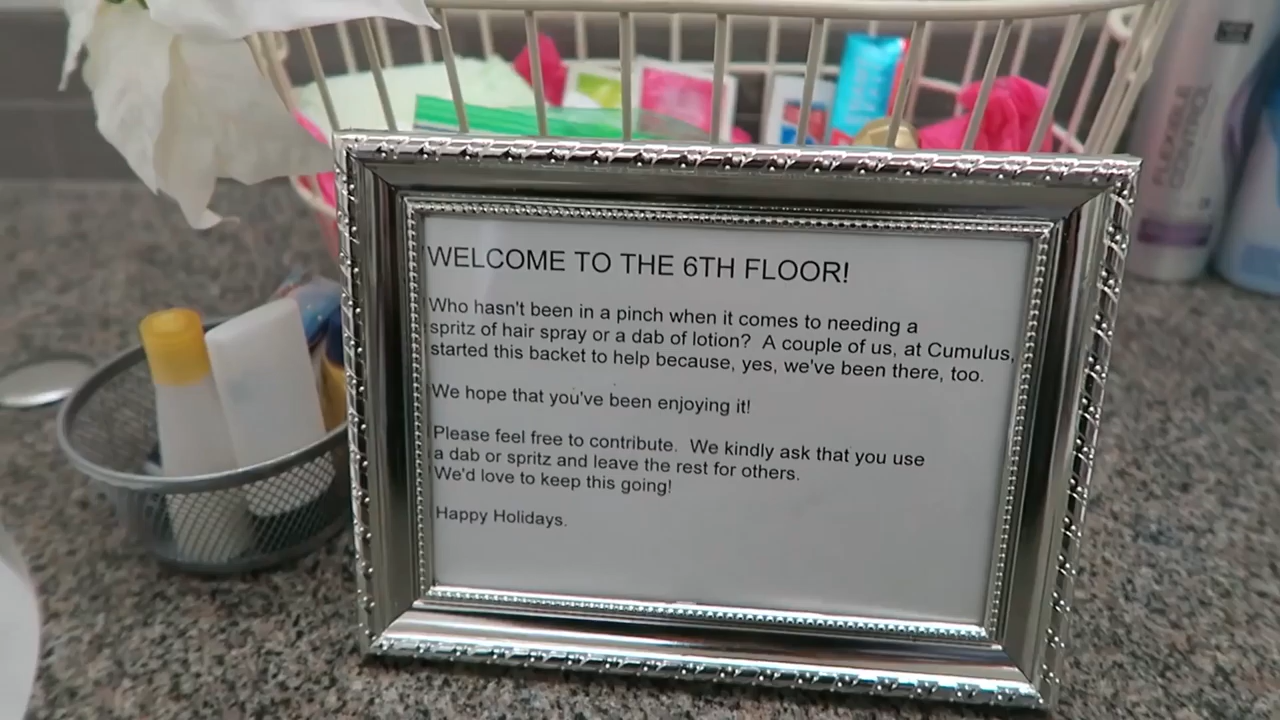 WELCOME TO THE 6TH FLOOR!
Who hasn't been in a pinch when it comes to needing a
spritz of hair spray or a dab of lotion? A couple of us, at Cumulus,
started this backet to help because, yes, we've been there, too.
We hope that you've been enjoying it!
Please feel free to contribute. We kindly ask that you use
a dab or spritz and leave the rest for others.
We'd love to keep this going!
Happy Holidays.
FLEXIBLE
CONTROL